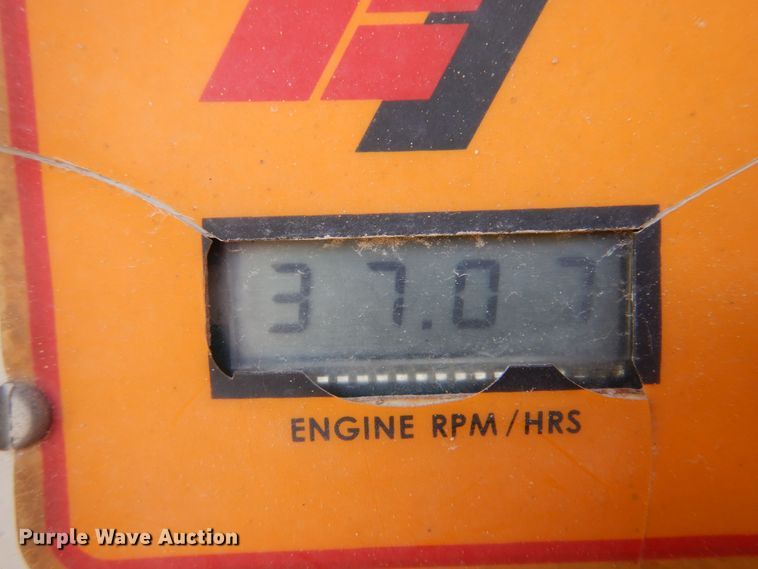 37.07
ENGINE RPM/HRS
Purple Wave Auction